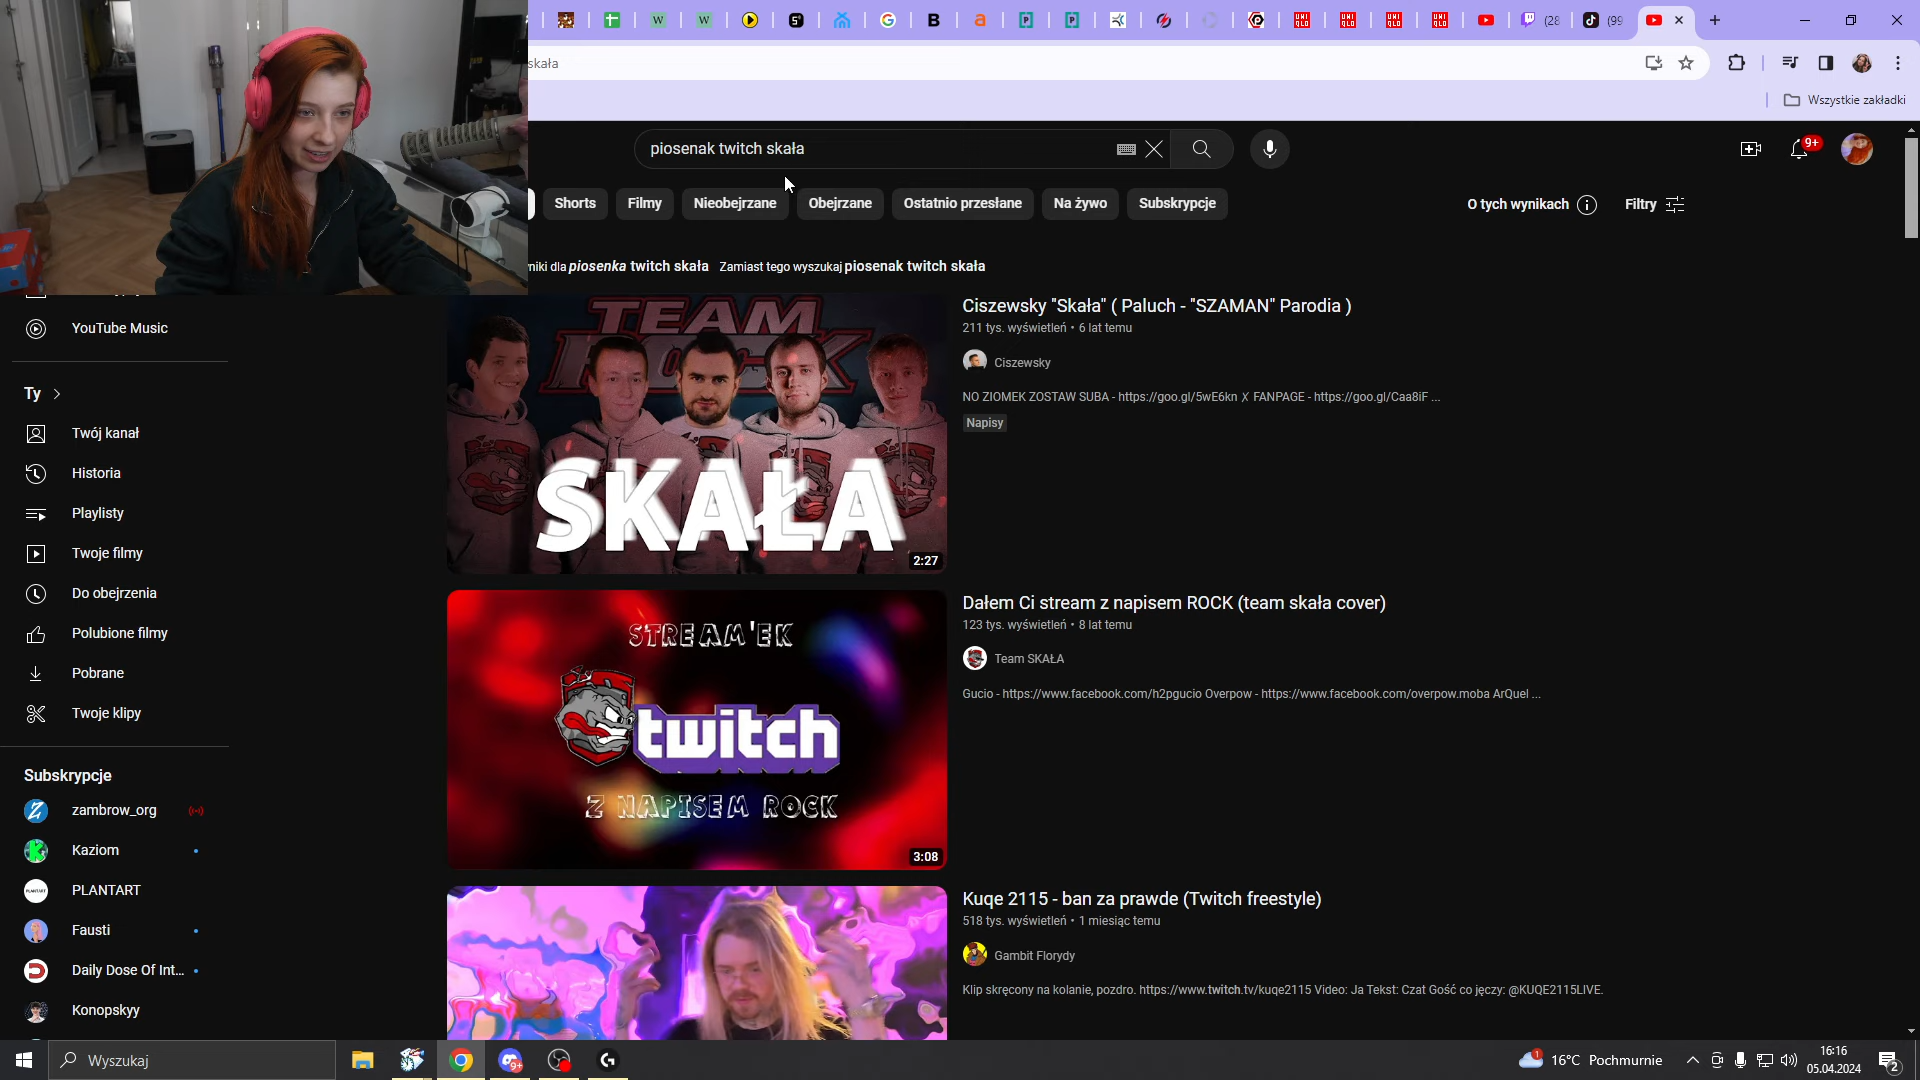 (28
(99
skała
Wszystkie zakładki
piosenak twitch skała
9+
Shorts
Filmy
Nieobejrzane
Obejrzane
Ostatnio przesłane
Na żywo
Subskrypcje
O tych wynikach
Filtry
niki dla piosenka twitch skała Zamiast tego wyszukaj piosenak twitch skała
YouTube Music
Ty
Twój kanał
Historia
Playlisty
Twoje filmy
Do obejrzenia
Polubione filmy
Pobrane
Twoje klipy
Subskrypcje
zambrow_org
Kaziom
PLANTART
Fausti
Daily Dose Of Int...
Konopskyy
TEAM
ROCK
SKAŁA
2:27
Ciszewsky "Skała" ( Paluch - "SZAMAN" Parodia )
211 tys. wyświetleń • 6 lat temu
Ciszewsky
NO ZIOMEK ZOSTAW SUBA - https://goo.gl/5wE6kn X FANPAGE - https://goo.gl/Caa8iF ...
Napisy
STREAM'EK
twitch
Z NAPISEM ROCK
3:08
Dałem Ci stream z napisem ROCK (team skała cover)
123 tys. wyświetleń • 8 lat temu
Team SKAŁA
Gucio - https://www.facebook.com/h2pgucio Overpow - https://www.facebook.com/overpow.moba ArQuel ...
Kuqe 2115 - ban za prawde (Twitch freestyle)
518 tys. wyświetleń • 1 miesiąc temu
Gambit Florydy
Klip skręcony na kolanie, pozdro. https://www.twitch.tv/kuqe2115 Video: Ja Tekst: Czat Gość co jęczy: @KUQE2115LIVE.
Wyszukaj
9+
1
16°C Pochmurnie
16:16
05.04.2024
2